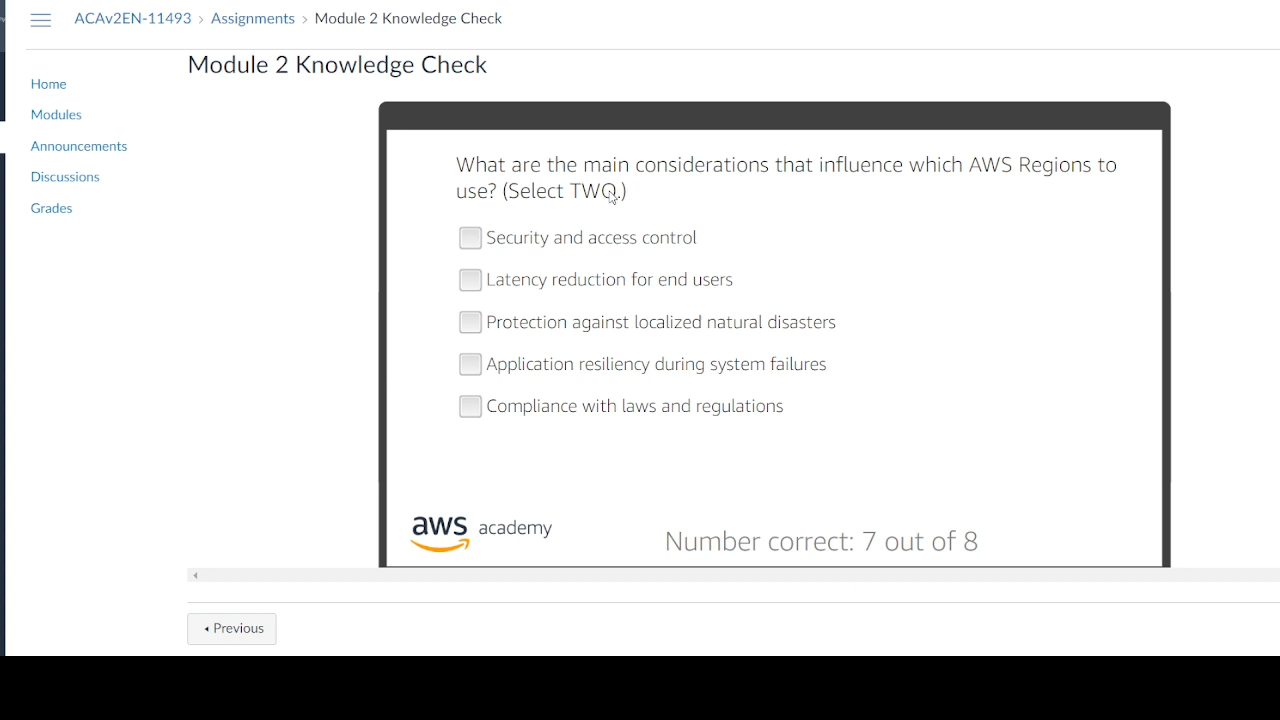 ACAv2EN-11493 › Assignments › Module 2 Knowledge Check
Module 2 Knowledge Check
Home
Modules
Announcements
Discussions
Grades
What are the main considerations that influence which AWS Regions to
use? (Select TWO.)
Security and access control
Latency reduction for end users
Protection against localized natural disasters
Application resiliency during system failures
Compliance with laws and regulations
aws academy
Number correct: 7 out of 8
Previous